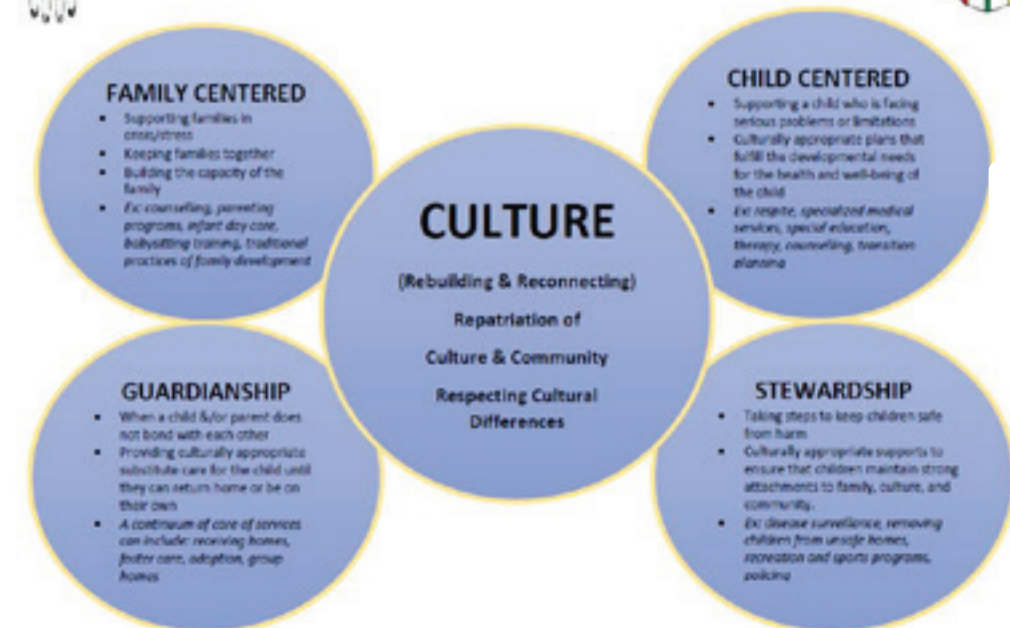 FAMILY CENTERED
• Supporting families in
crisis/stress
• Keeping families together
• Building the capacity of the
family
• Ex: counselling, parenting
programs, infant day care,
babysitting training, traditional
practices of family development
CHILD CENTERED
• Supporting a child who is facing
serious problems or limitations
• Culturally appropriate plans that
fulfill the developmental needs
for the health and well-being of
the child
• Ex: respite, specialized medical
services, special education,
therapy, counseling, transition
planning
CULTURE
(Rebuilding & Reconnecting)
Repatriation of
Culture & Community
Respecting Cultural
Differences
GUARDIANSHIP
• When a child &/or parent does
not bond with each other
• Providing culturally appropriate
substitute care for the child until
they can return home or be on
their own
• A continuum of care of services
can include: receiving homes,
foster care, adoption, group
homes
STEWARDSHIP
• Taking steps to keep children safe
from harm
• Culturally appropriate supports to
ensure that children maintain strong
attachments to family, culture, and
community.
• Ex: disease surveillance, removing
children from unsafe homes,
recreation and sports programs,
policing